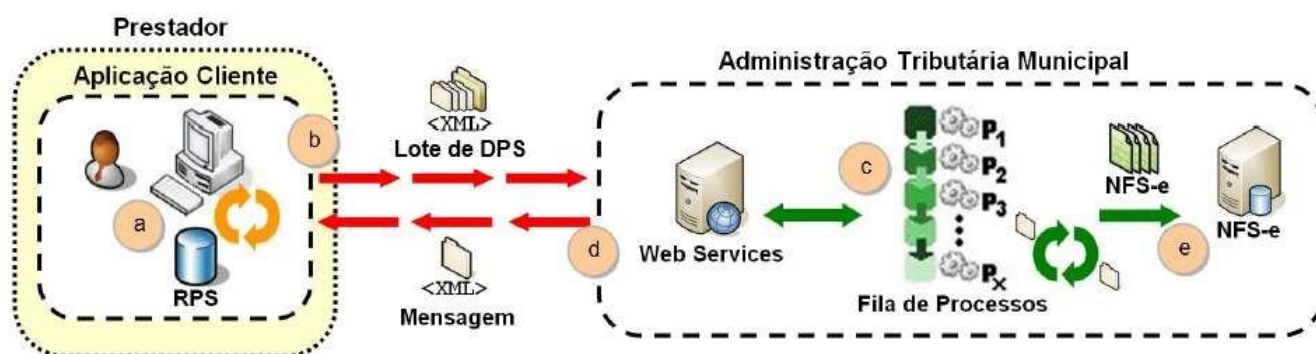 Prestador
Aplicação Cliente
a
RPS
b
<XML>
Lote de DPS
<XML>
Mensagem
Administração Tributária Municipal
Web Services
d
c
P1
P2
P3
Px
Fila de Processos
NFS-e
e
NFS-e